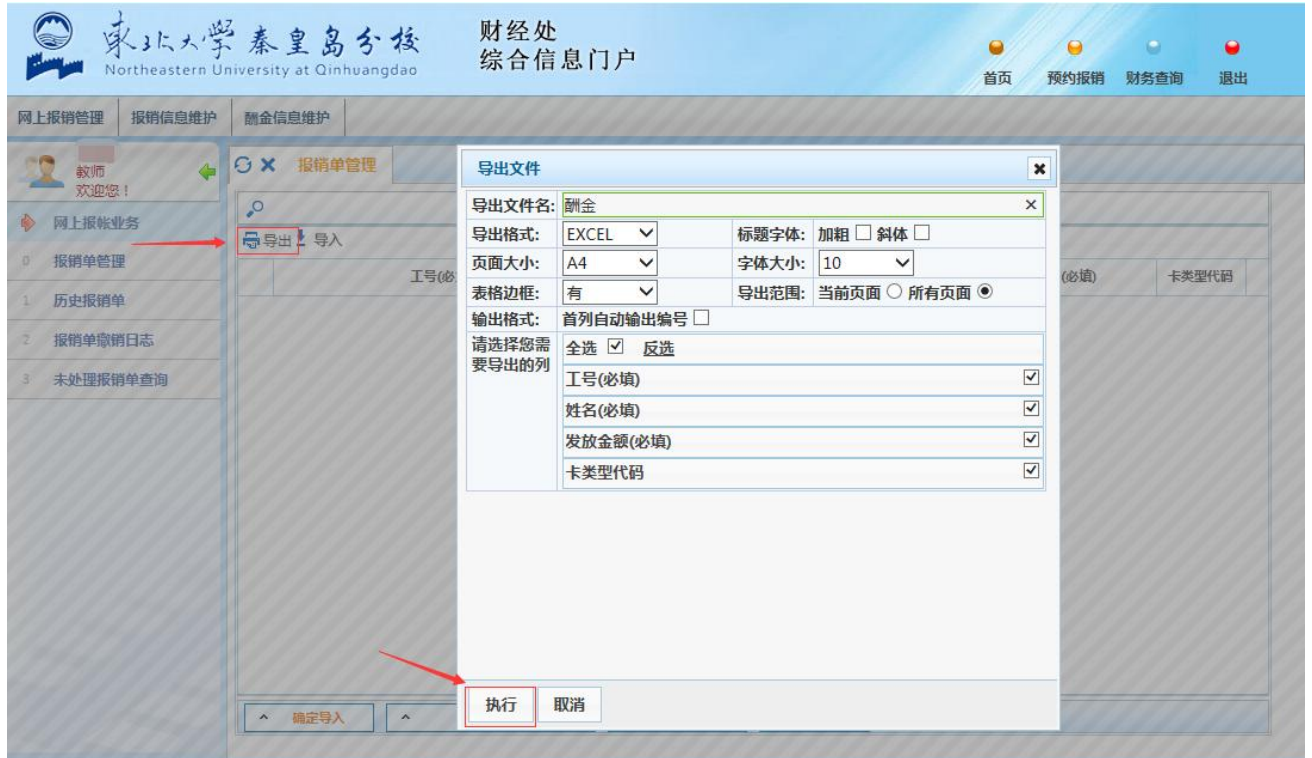 東北大学 秦皇岛分校
Northeastern University at Qinhuangdao
财经处
综合信息门户
首页 预约报销 财务查询 退出
网上报销管理 报销信息维护 酬金信息维护
教师
欢迎您!
网上报帐业务
0 报销单管理
1 历史报销单
2 报销单撤销日志
3 未处理报销单查询
报销单管理
导出 导入
工号(必
(必填) 卡类型代码
导出文件
导出文件名: 酬金
导出格式: EXCEL 标题字体: 加粗 斜体
页面大小: A4 字体大小: 10
表格边框: 有 导出范围: 当前页面 所有页面
输出格式: 首列自动输出编号
请选择您需
要导出的列
全选 反选
工号(必填)
姓名(必填)
发放金额(必填)
卡类型代码
执行 取消
确定导入